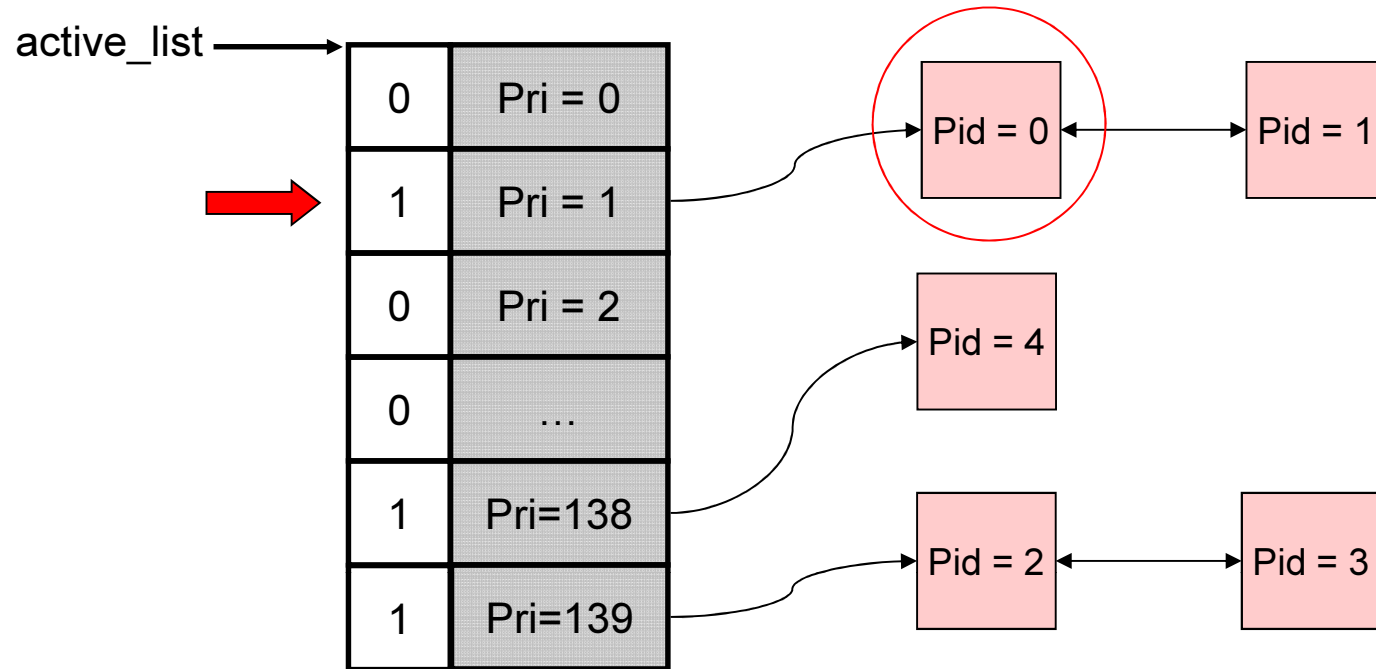 active_list
0 Pri = 0
Pid = 0 Pid = 1
1 Pri = 1
0 Pri = 2
Pid = 4
0 ...
1 Pri=138
Pid = 2 Pid = 3
1 Pri=139